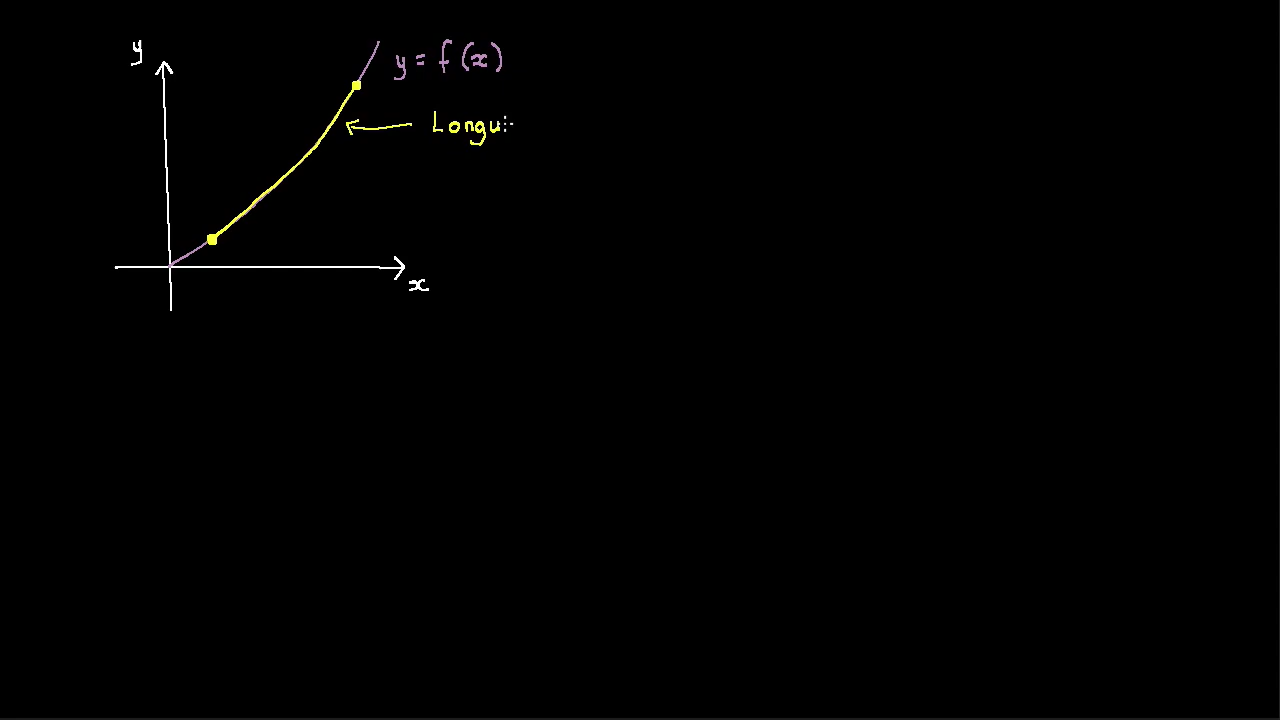 y
y = f (x)
Longu
x